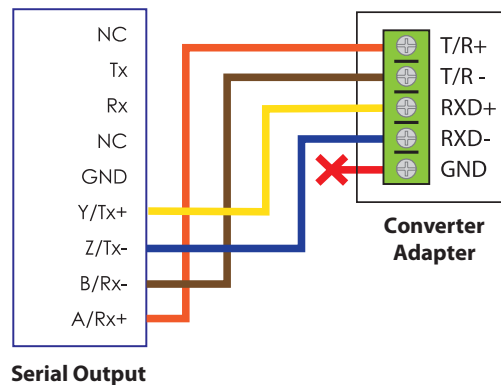 NC
Tx
Rx
NC
GND
Y/Tx+
Z/Tx-
B/Rx-
A/Rx+
Serial Output
T/R+
T/R -
RXD+
RXD-
GND
Converter
Adapter